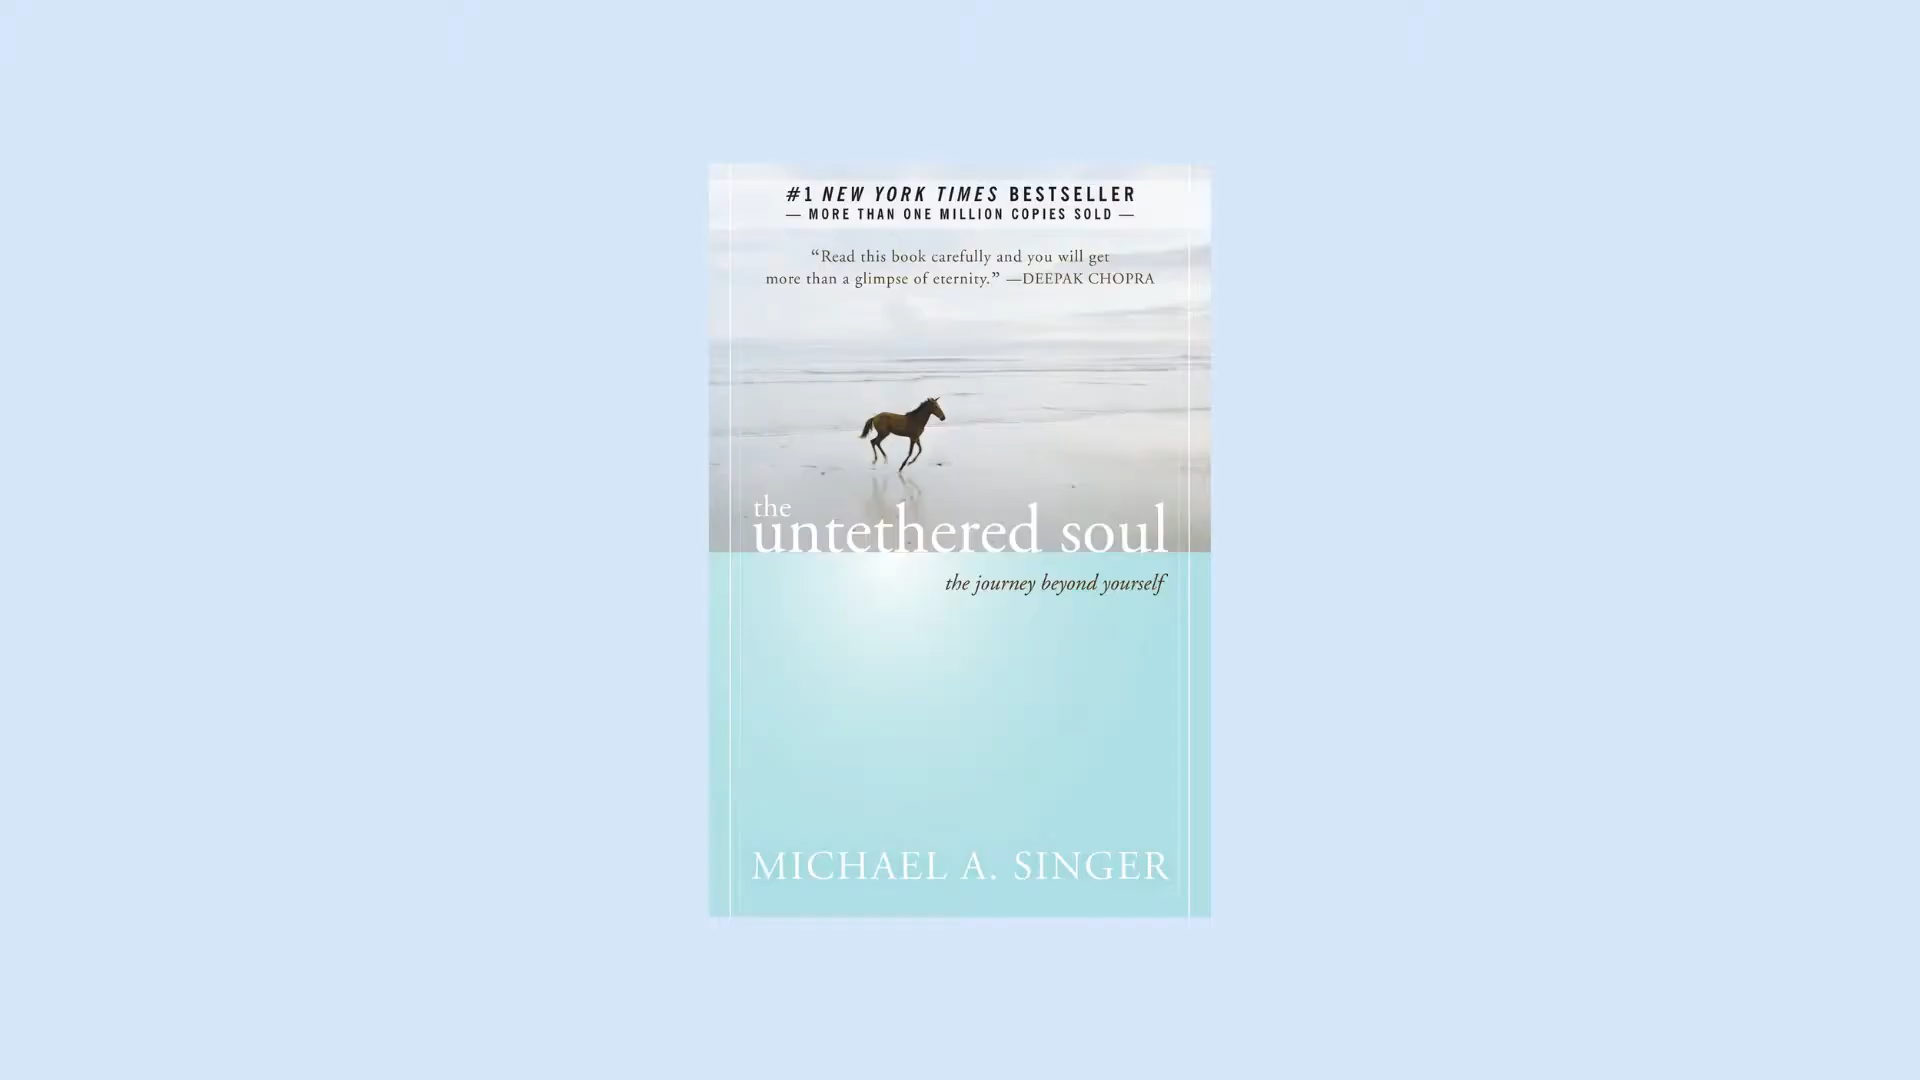 #1 NEW YORK TIMES BESTSELLER
— MORE THAN ONE MILLION COPIES SOLD —
“Read this book carefully and you will get
more than a glimpse of eternity.” —DEEPAK CHOPRA
the
untethered soul
the journey beyond yourself
MICHAEL A. SINGER